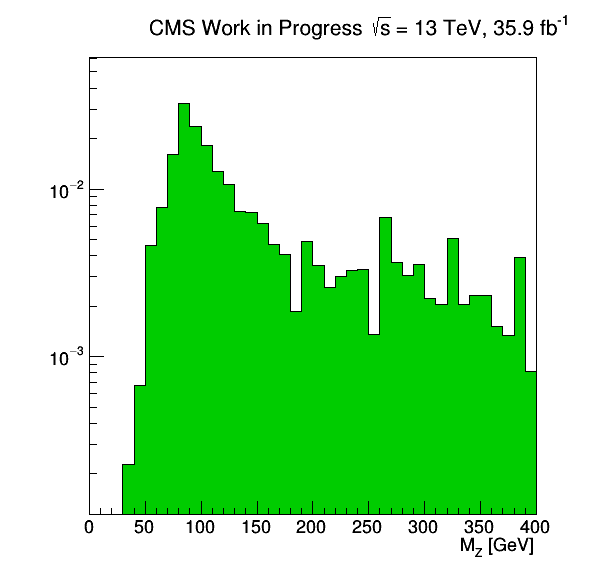 CMS Work in Progress √s = 13 TeV, 35.9 fb⁻¹
10⁻²
10⁻³
0 50 100 150 200 250 300 350 400
M_Z [GeV]